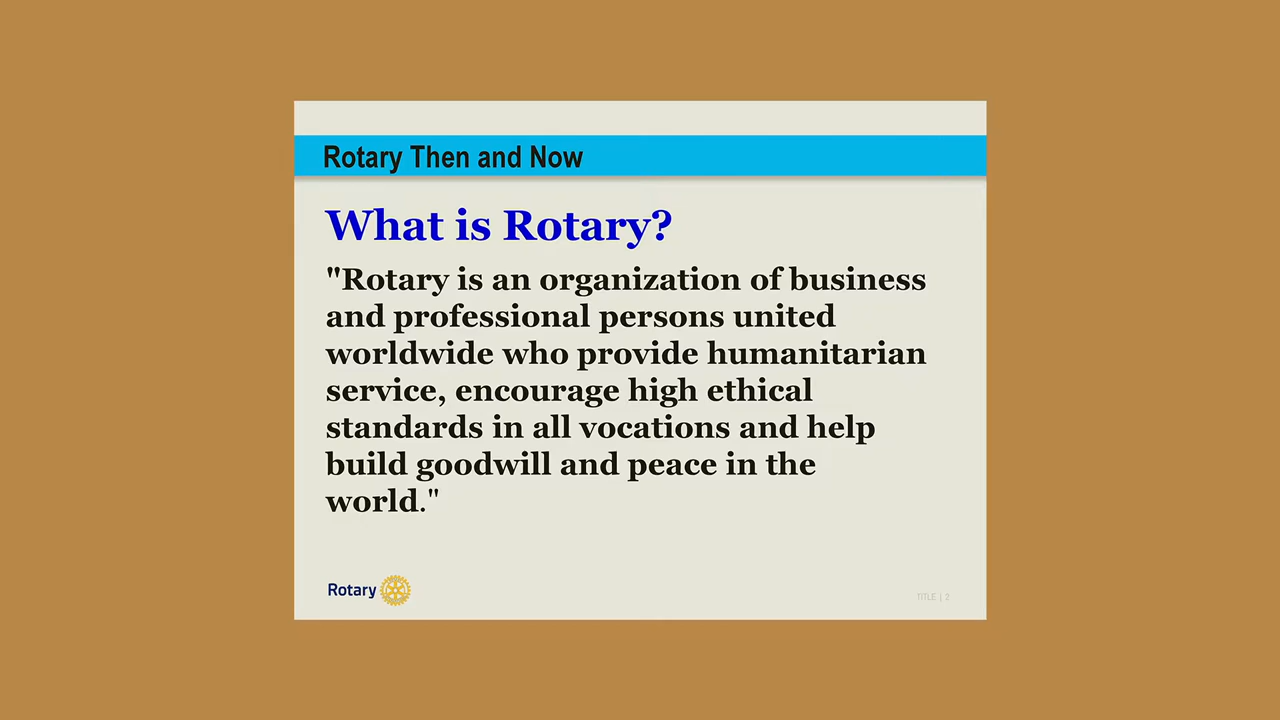 Rotary Then and Now
What is Rotary?
"Rotary is an organization of business
and professional persons united
worldwide who provide humanitarian
service, encourage high ethical
standards in all vocations and help
build goodwill and peace in the
world."
Rotary
TITLE | 2